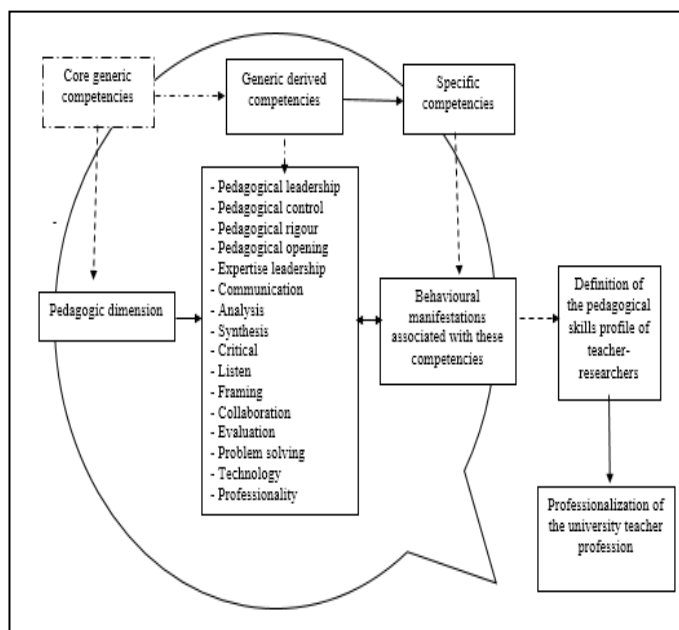 Core generic
competencies
Generic derived
competencies
Specific
competencies
- Pedagogical leadership
- Pedagogical control
- Pedagogical rigour
- Pedagogical opening
- Expertise leadership
- Communication
- Analysis
- Synthesis
- Critical
- Listen
- Framing
- Collaboration
- Evaluation
- Problem solving
- Technology
- Professionality
Pedagogic dimension
Behavioural
manifestations
associated with these
competencies
Definition of
the pedagogical
skills profile of
teacher-
researchers
Professionalization of
the university teacher
profession